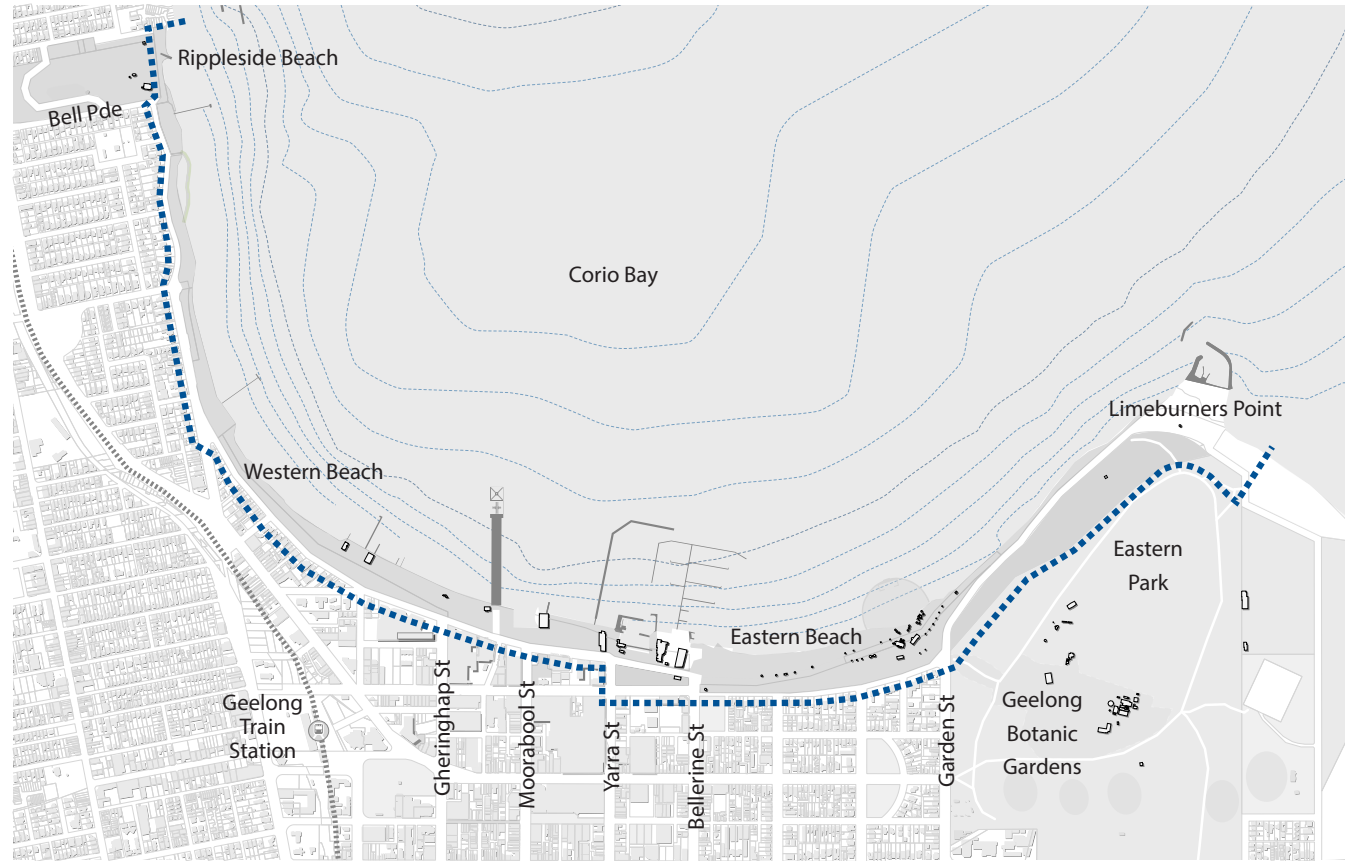 Rippleside Beach
Bell Pde
Corio Bay
Limeburners Point
Western Beach
Eastern
Park
Eastern Beach
Geelong
Train
Station
Gheringhap St
Moorabool St
Yarra St
Bellerine St
Garden St
Geelong
Botanic
Gardens